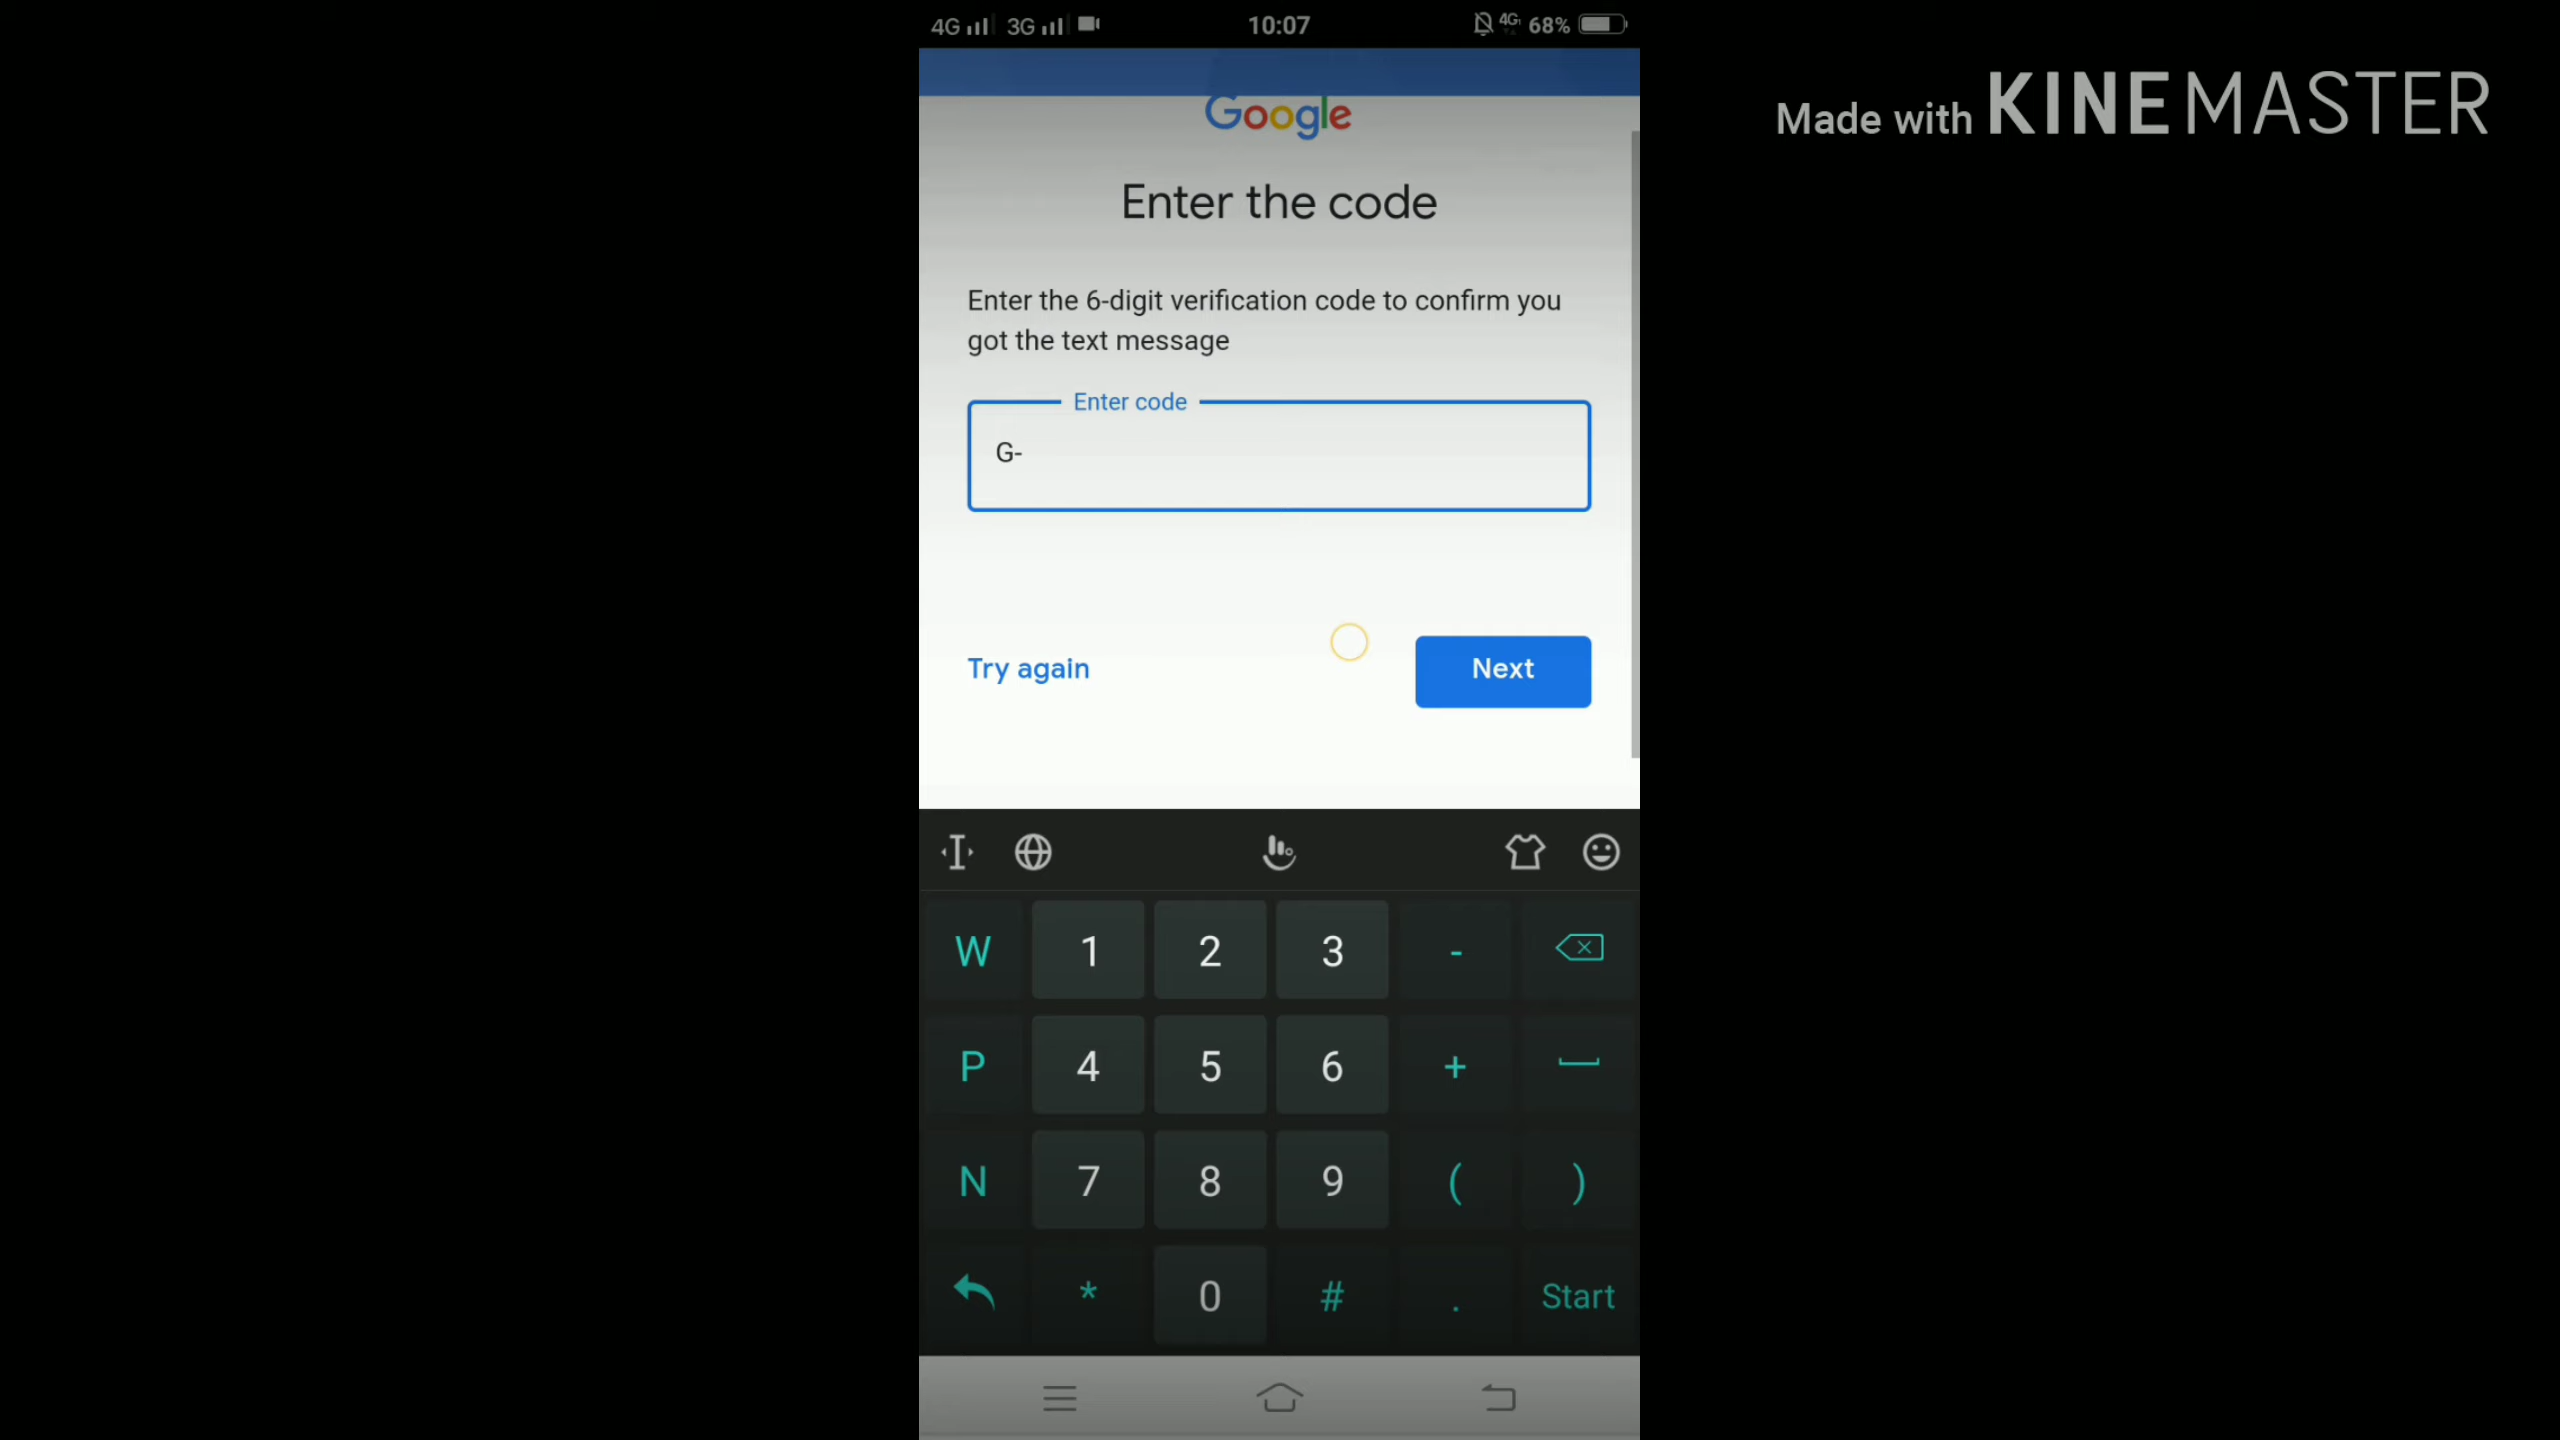 4G 3G 10:07 4G 68%
Made with KINEMASTER
Google
Enter the code
Enter the 6-digit verification code to confirm you
got the text message
Enter code
G-
Try again Next
W 1 2 3 -
P 4 5 6 +
N 7 8 9 ( )
* 0 # . Start